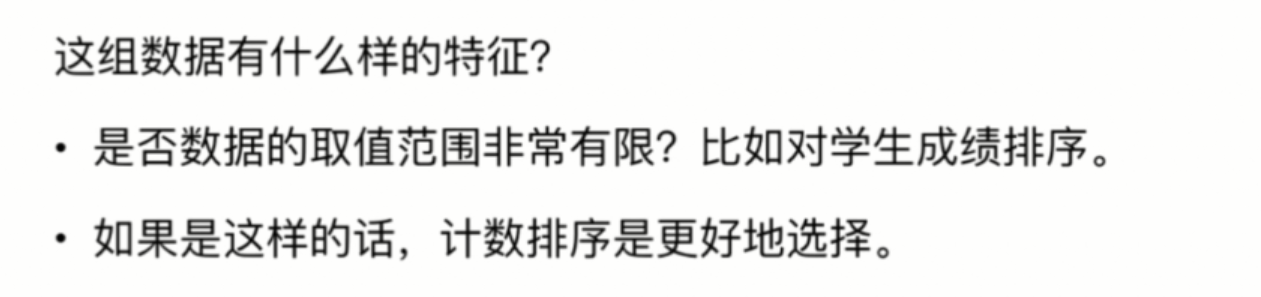 这组数据有什么样的特征？
• 是否数据的取值范围非常有限？比如对学生成绩排序。
• 如果是这样的话，计数排序是更好地选择。